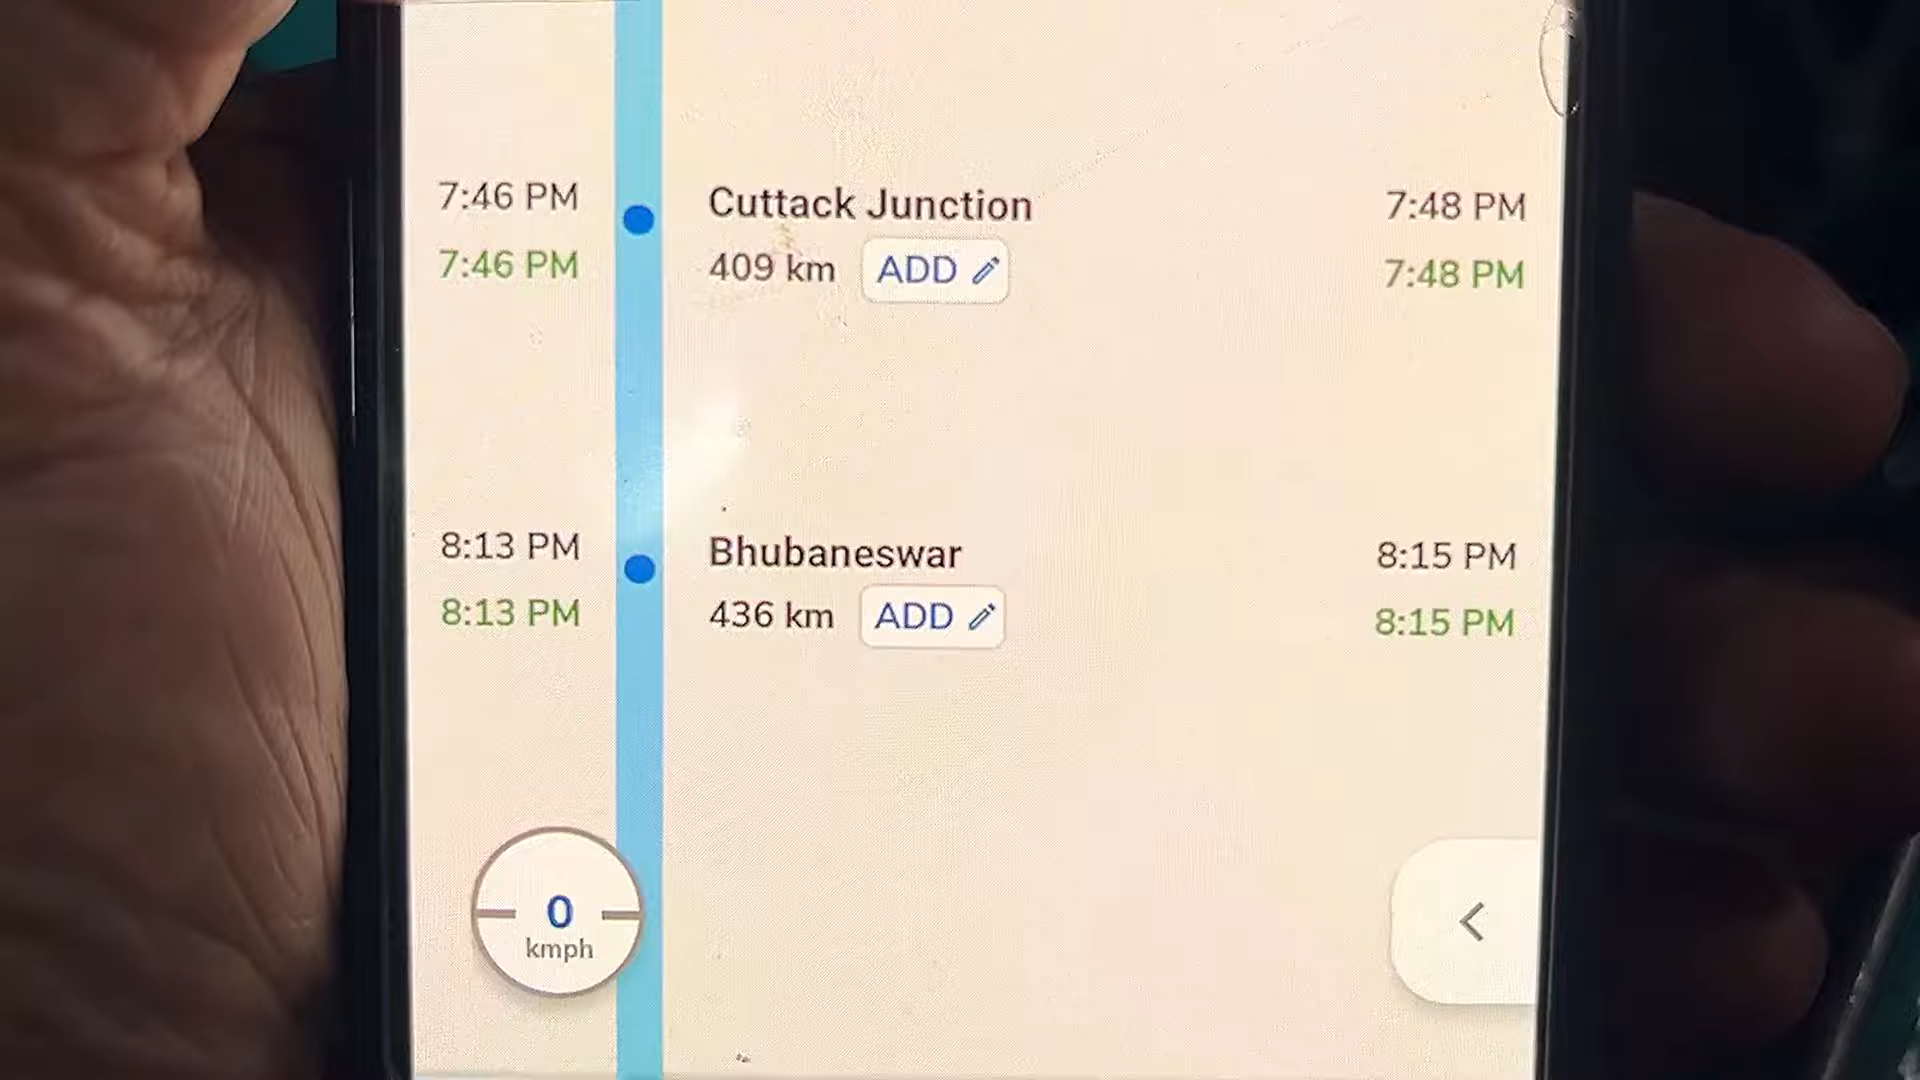 7:46 PM Cuttack Junction 7:48 PM
7:46 PM 409 km ADD 7:48 PM
8:13 PM Bhubaneswar 8:15 PM
8:13 PM 436 km ADD 8:15 PM
0
kmph